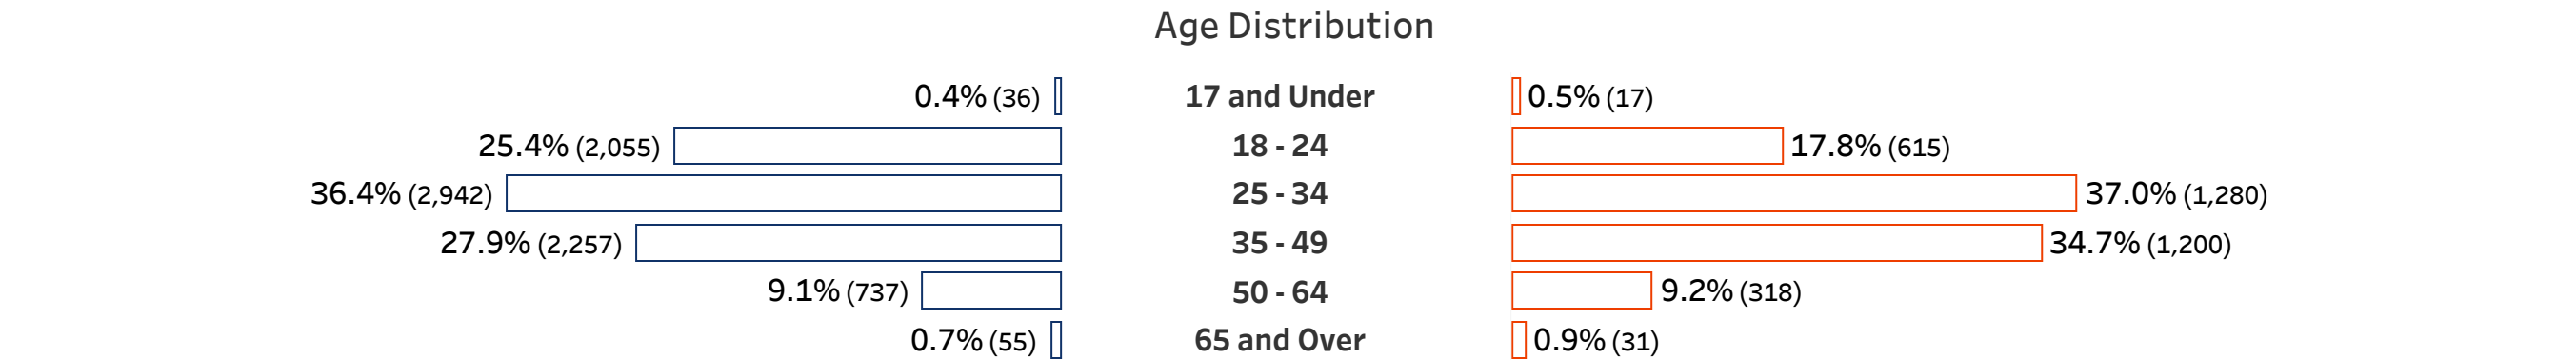 Age Distribution
0.4% (36) 17 and Under 0.5% (17)
25.4% (2,055) 18 - 24 17.8% (615)
36.4% (2,942) 25 - 34 37.0% (1,280)
27.9% (2,257) 35 - 49 34.7% (1,200)
9.1% (737) 50 - 64 9.2% (318)
0.7% (55) 65 and Over 0.9% (31)